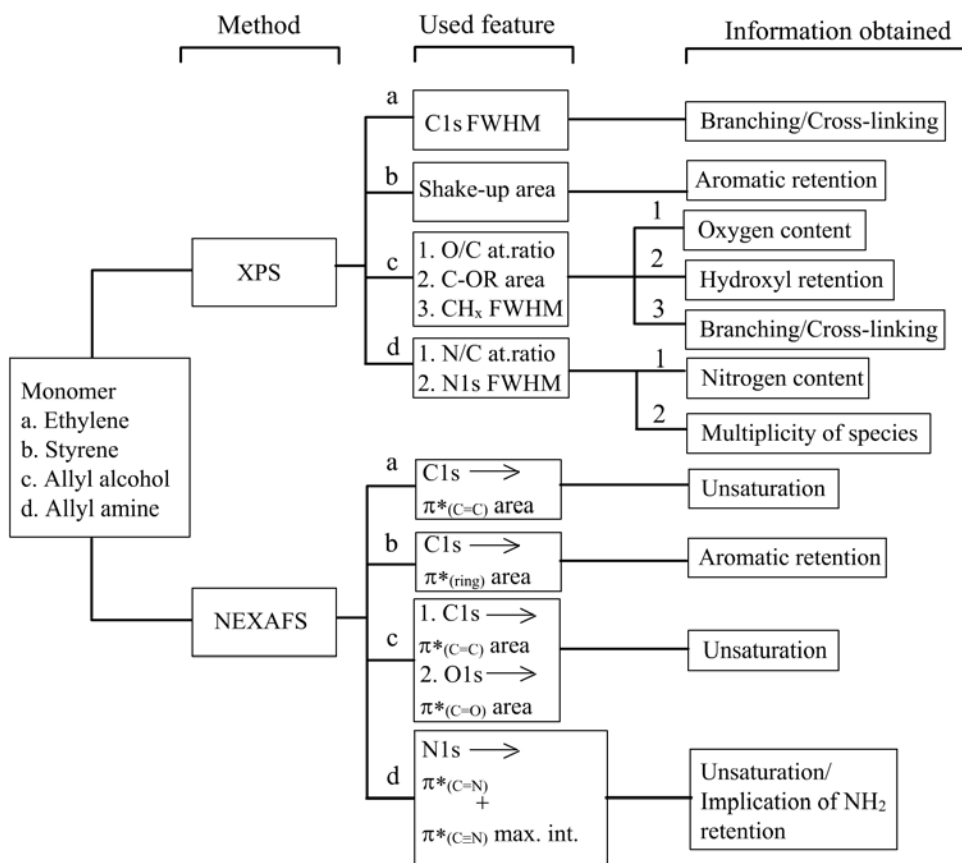 Method
Used feature
Information obtained
a
C1s FWHM
Branching/Cross-linking
b
Shake-up area
Aromatic retention
XPS
c
1. O/C at.ratio
2. C-OR area
3. CHₓ FWHM
1
Oxygen content
2
Hydroxyl retention
3
Branching/Cross-linking
d
1. N/C at.ratio
2. N1s FWHM
1
Nitrogen content
2
Multiplicity of species
Monomer
a. Ethylene
b. Styrene
c. Allyl alcohol
d. Allyl amine
NEXAFS
a
C1s →
π*(C=C) area
Unsaturation
b
C1s →
π*(ring) area
Aromatic retention
c
1. C1s →
π*(C=C) area
2. O1s →
π*(C=O) area
Unsaturation
d
N1s →
π*(C=N)
+
π*(C≡N) max. int.
Unsaturation/
Implication of NH₂
retention